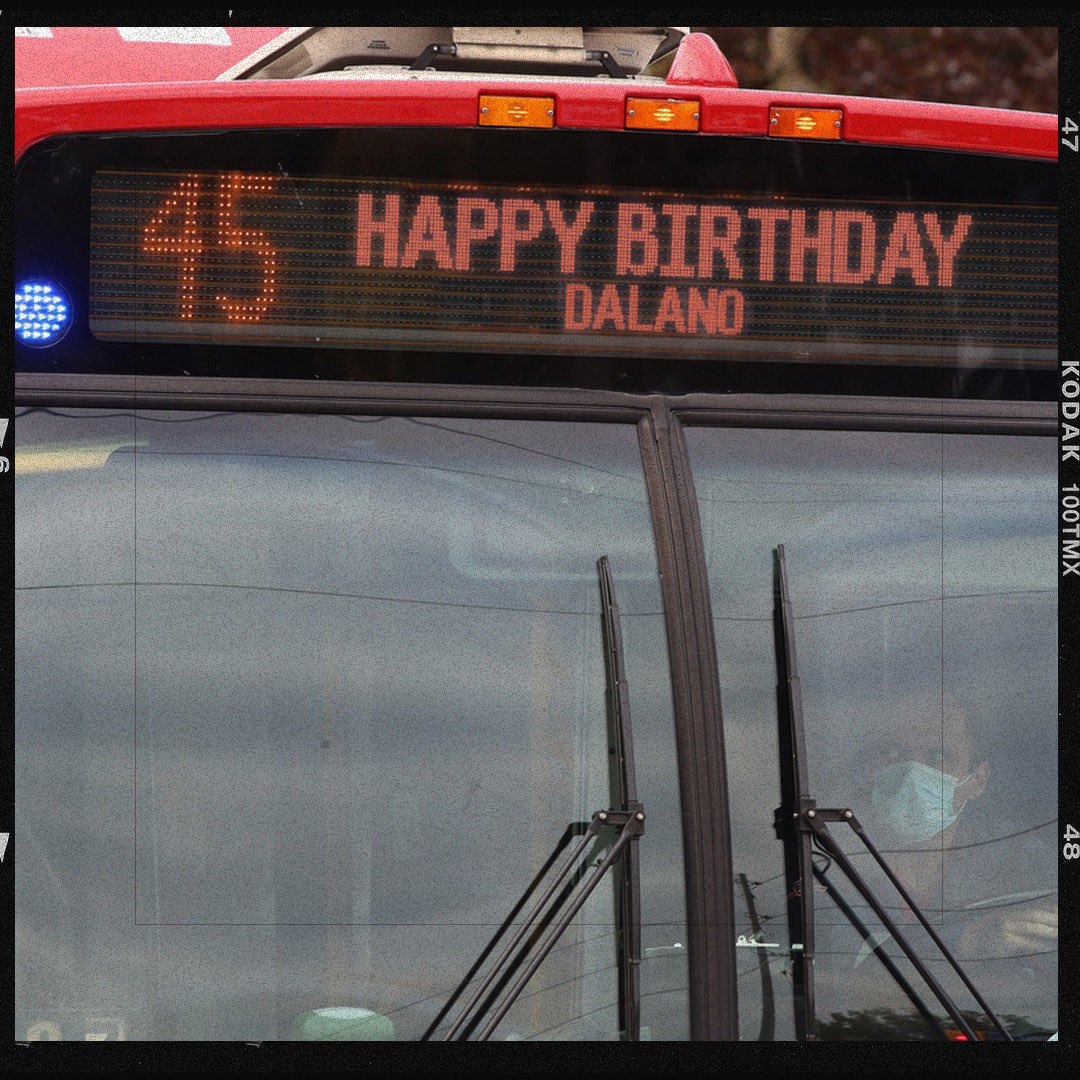 45
HAPPY BIRTHDAY
DALANO
47
KODAK 100TMX
48